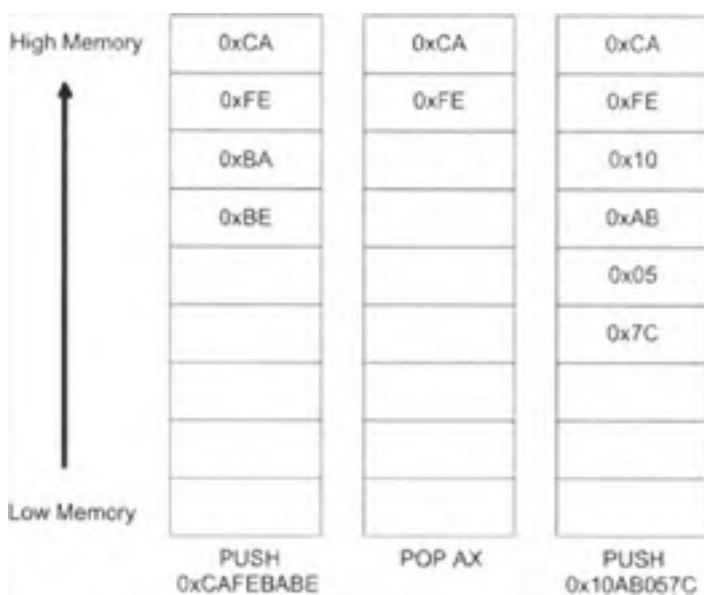 High Memory 0xCA 0xCA 0xCA
0xFE 0xFE 0xFE
0xBA 0x10
0xBE 0xAB
0x05
0x7C
Low Memory
PUSH POP AX PUSH
0xCAFEBABE 0x10AB057C